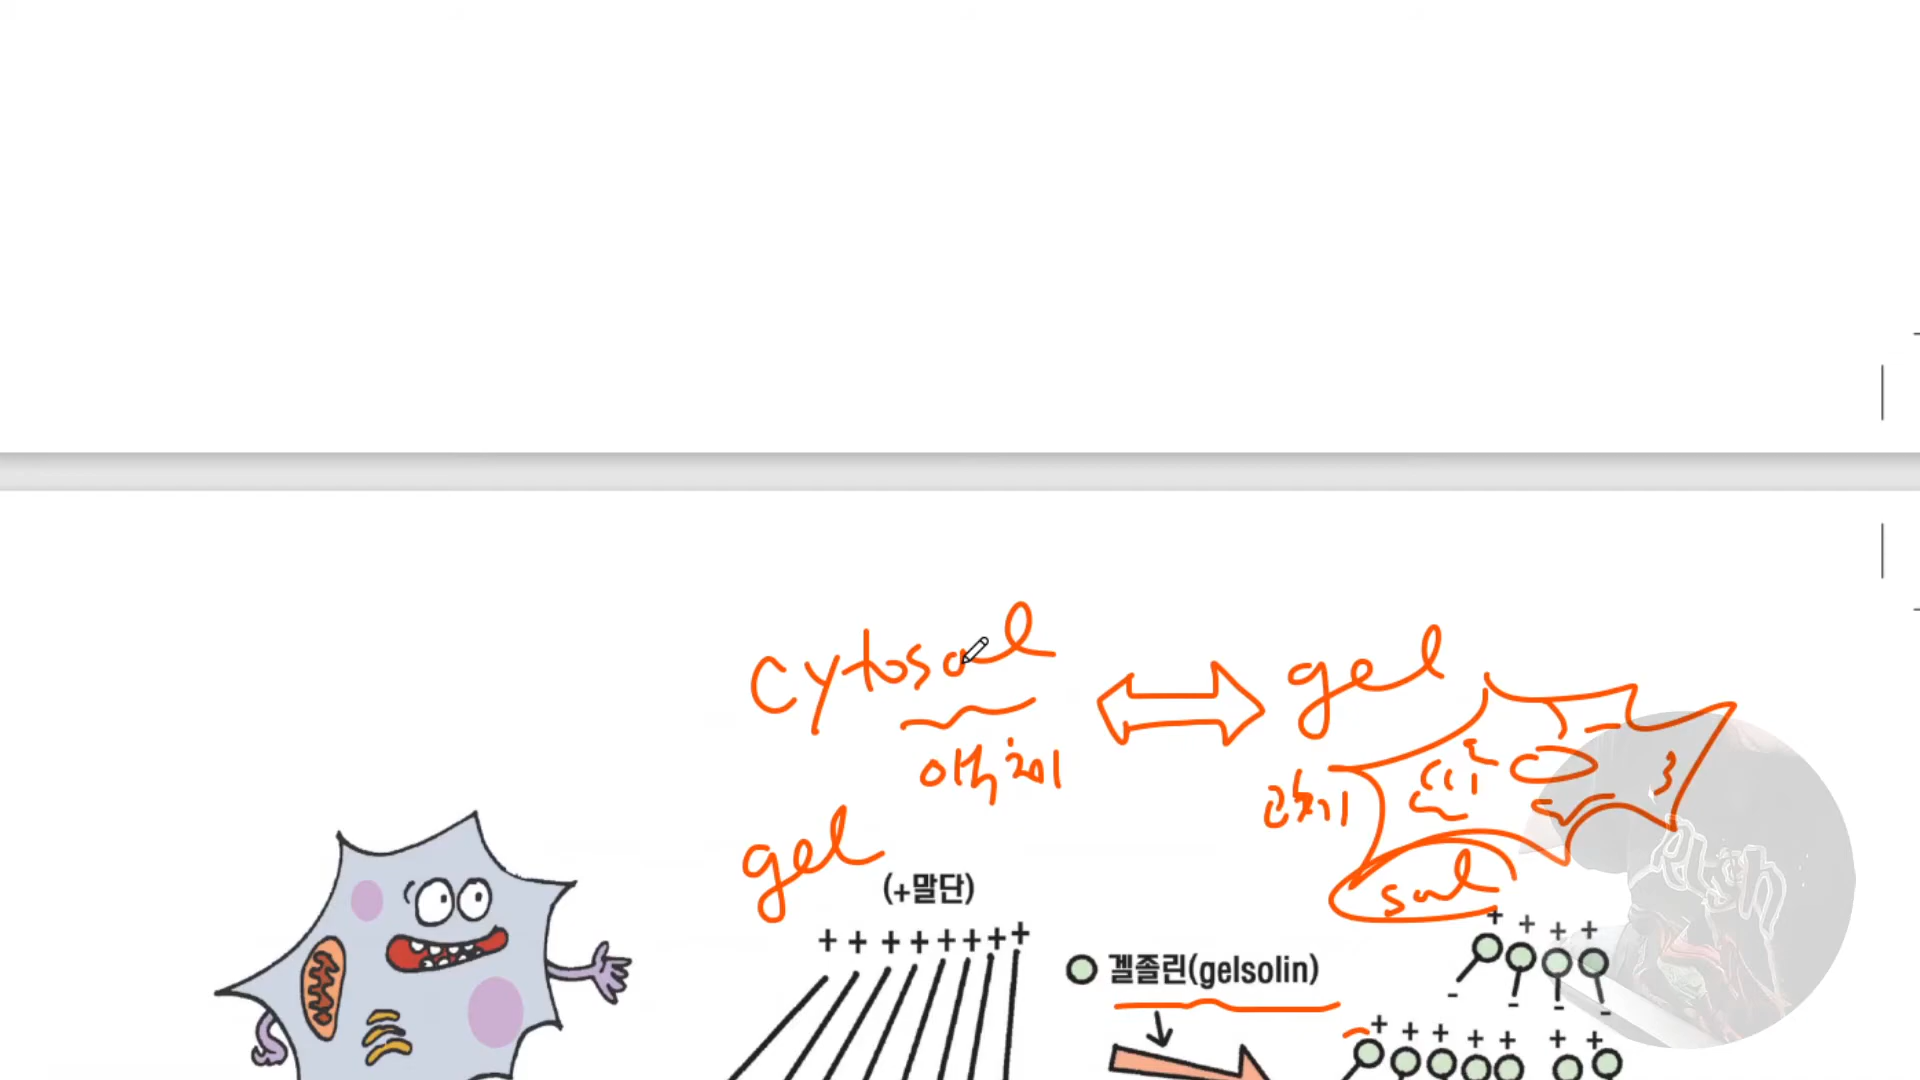 Cytosol ⇔ gel
액체
고체
gel
sol
(+말단)
+ + + + + + + +
겔졸린(gelsolin)
+ + + +
- - - -
+ + + + + + +